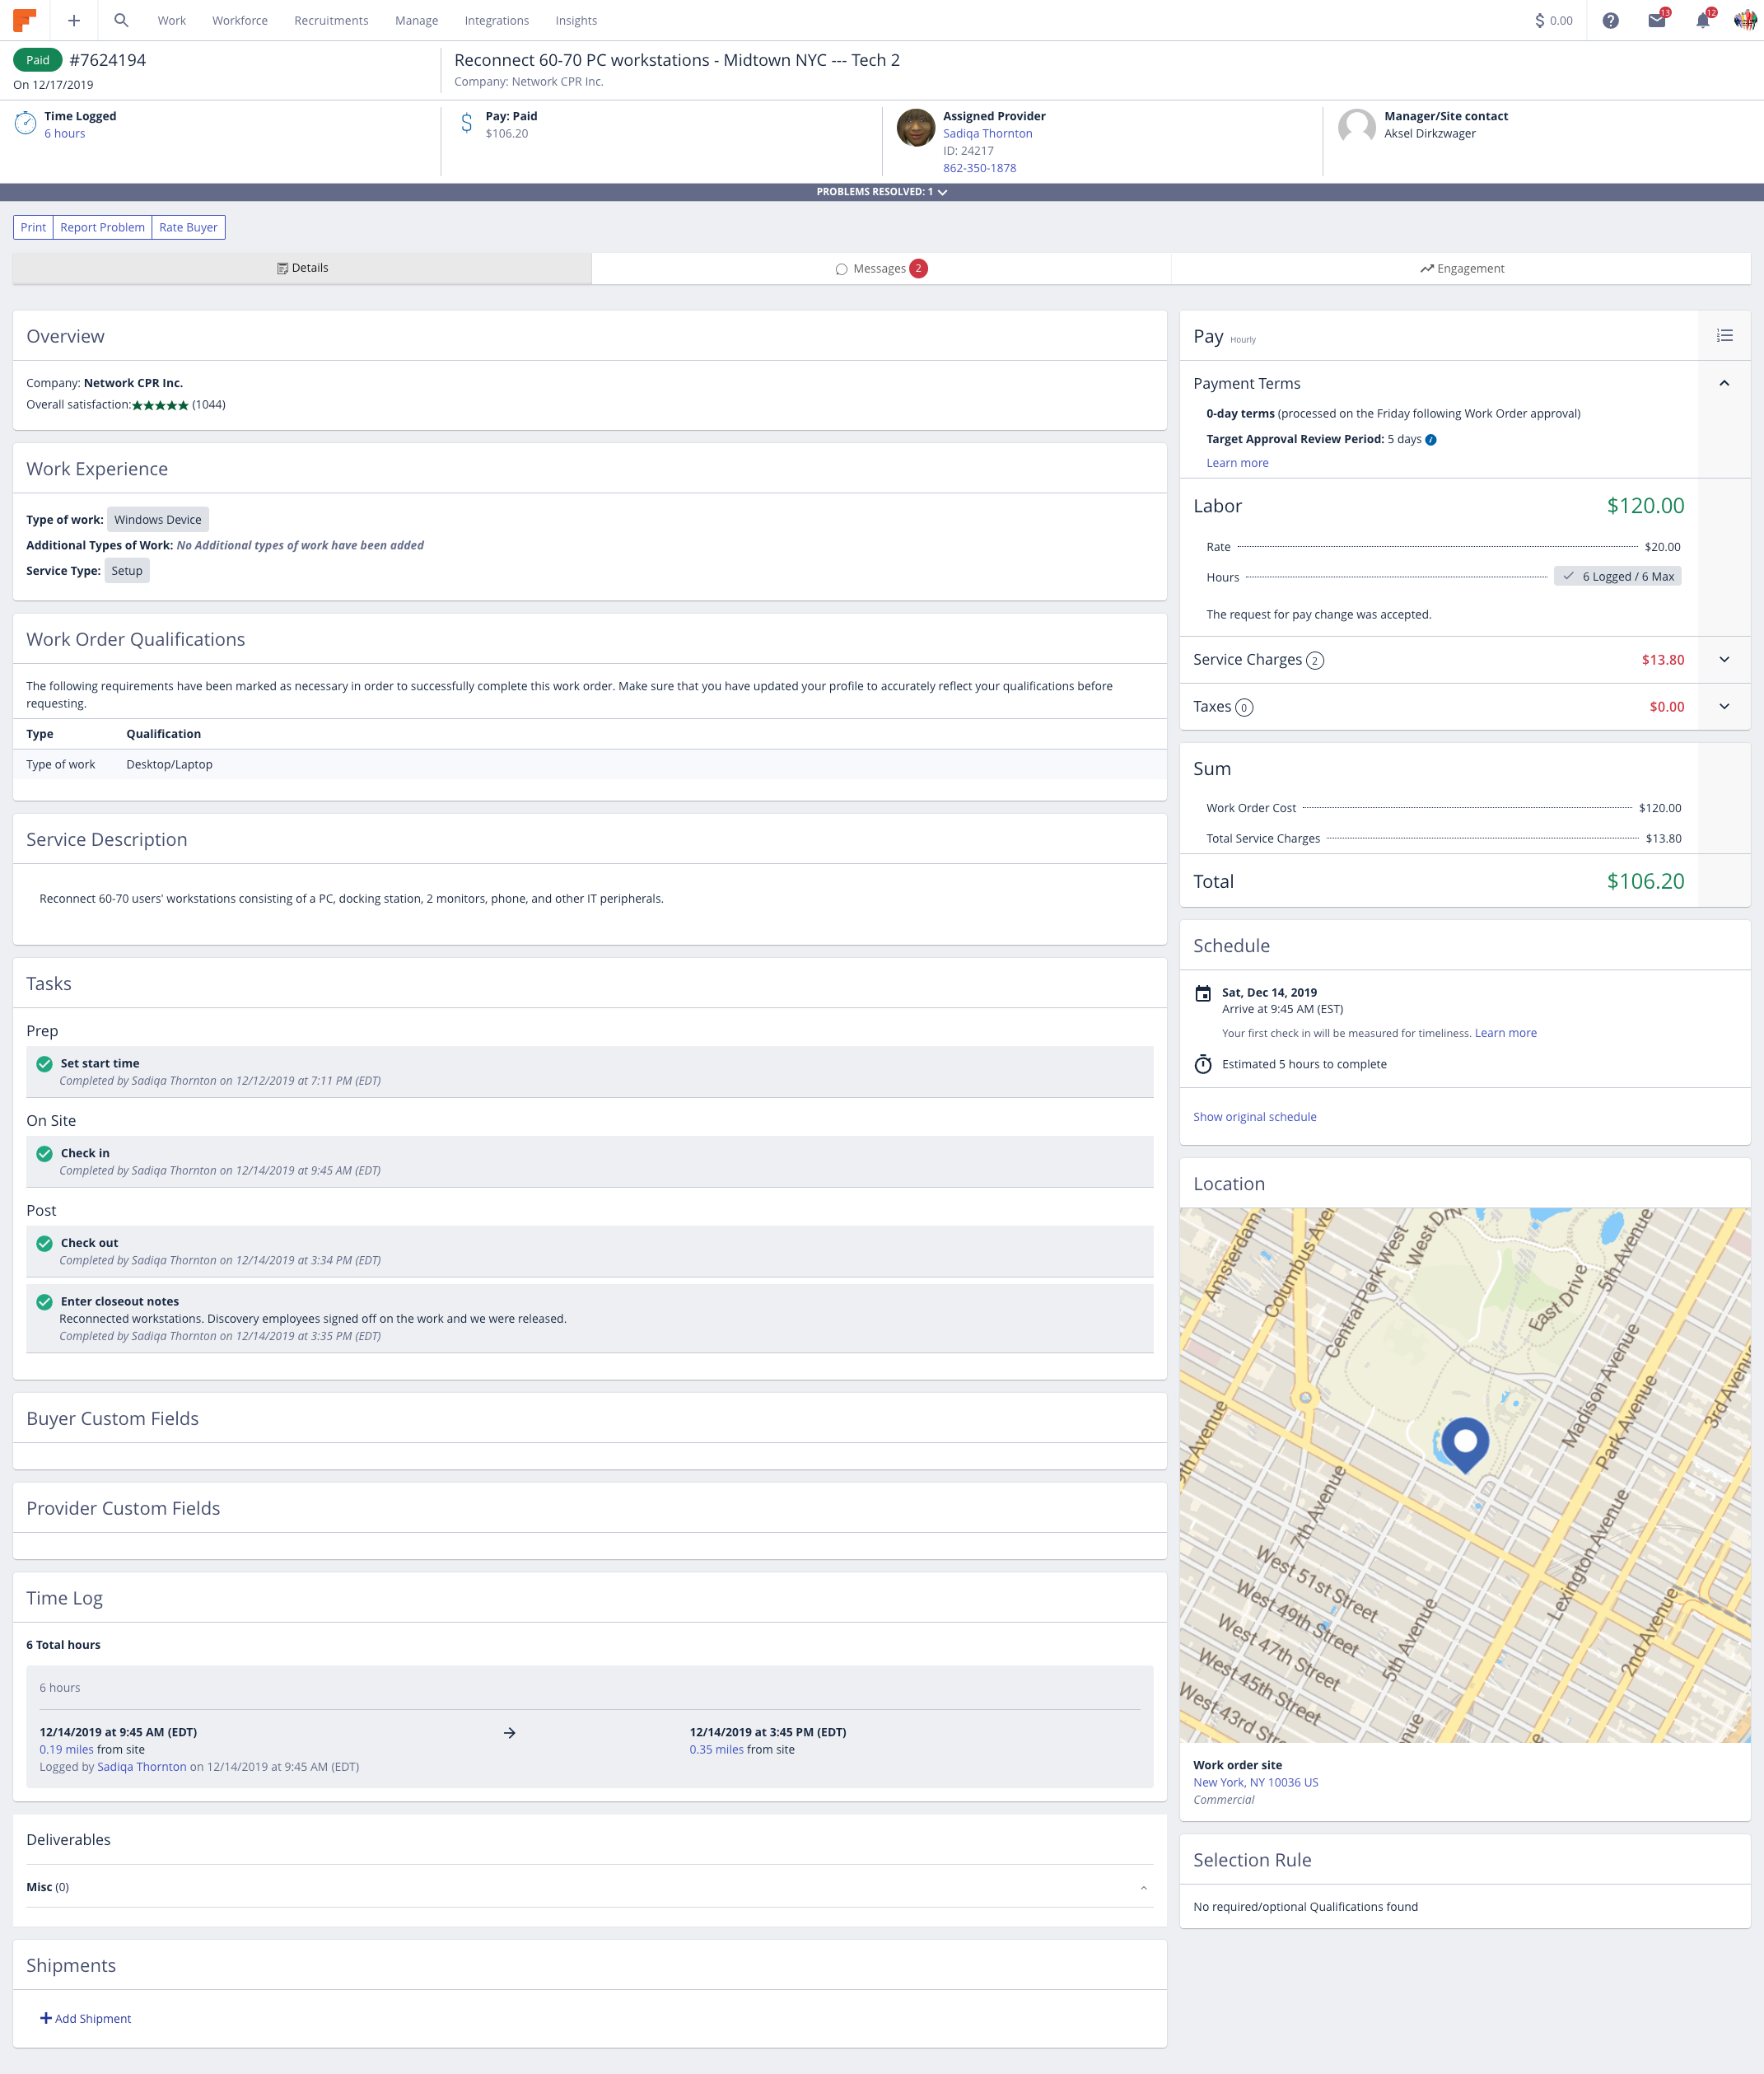 Work Workforce Recruitments Manage Integrations Insights
$ 0.00
13
12
Paid #7624194
On 12/17/2019
Reconnect 60-70 PC workstations - Midtown NYC --- Tech 2
Company: Network CPR Inc.
Time Logged
6 hours
Pay: Paid
$106.20
Assigned Provider
Sadiqa Thornton
ID: 24217
862-350-1878
Manager/Site contact
Aksel Dirkzwager
PROBLEMS RESOLVED: 1
Print Report Problem Rate Buyer
Details
Messages 2
Engagement
Overview
Company: Network CPR Inc.
Overall satisfaction:★★★★★ (1044)
Work Experience
Type of work: Windows Device
Additional Types of Work: No Additional types of work have been added
Service Type: Setup
Work Order Qualifications
The following requirements have been marked as necessary in order to successfully complete this work order. Make sure that you have updated your profile to accurately reflect your qualifications before
requesting.
Type Qualification
Type of work Desktop/Laptop
Service Description
Reconnect 60-70 users' workstations consisting of a PC, docking station, 2 monitors, phone, and other IT peripherals.
Tasks
Prep
Set start time
Completed by Sadiqa Thornton on 12/12/2019 at 7:11 PM (EDT)
On Site
Check in
Completed by Sadiqa Thornton on 12/14/2019 at 9:45 AM (EDT)
Post
Check out
Completed by Sadiqa Thornton on 12/14/2019 at 3:34 PM (EDT)
Enter closeout notes
Reconnected workstations. Discovery employees signed off on the work and we were released.
Completed by Sadiqa Thornton on 12/14/2019 at 3:35 PM (EDT)
Buyer Custom Fields
Provider Custom Fields
Time Log
6 Total hours
6 hours
12/14/2019 at 9:45 AM (EDT)
0.19 miles from site
Logged by Sadiqa Thornton on 12/14/2019 at 9:45 AM (EDT)
12/14/2019 at 3:45 PM (EDT)
0.35 miles from site
Deliverables
Misc (0)
Shipments
Add Shipment
Pay Hourly
Payment Terms
0-day terms (processed on the Friday following Work Order approval)
Target Approval Review Period: 5 days
Learn more
Labor $120.00
Rate $20.00
Hours 6 Logged / 6 Max
The request for pay change was accepted.
Service Charges 2 $13.80
Taxes 0 $0.00
Sum
Work Order Cost $120.00
Total Service Charges $13.80
Total $106.20
Schedule
Sat, Dec 14, 2019
Arrive at 9:45 AM (EST)
Your first check in will be measured for timeliness. Learn more
Estimated 5 hours to complete
Show original schedule
Location
Amsterdam
Columbus Ave
Central Park West
West Dr
East Drive
5th Avenue
Madison Avenue
Park Avenue
3rd Avenue
9th Avenue
7th Avenue
Lexington Avenue
2nd Avenue
5th Avenue
West 51st Street
West 49th Street
West 47th Street
West 45th Street
West 43rd St
Work order site
New York, NY 10036 US
Commercial
Selection Rule
No required/optional Qualifications found